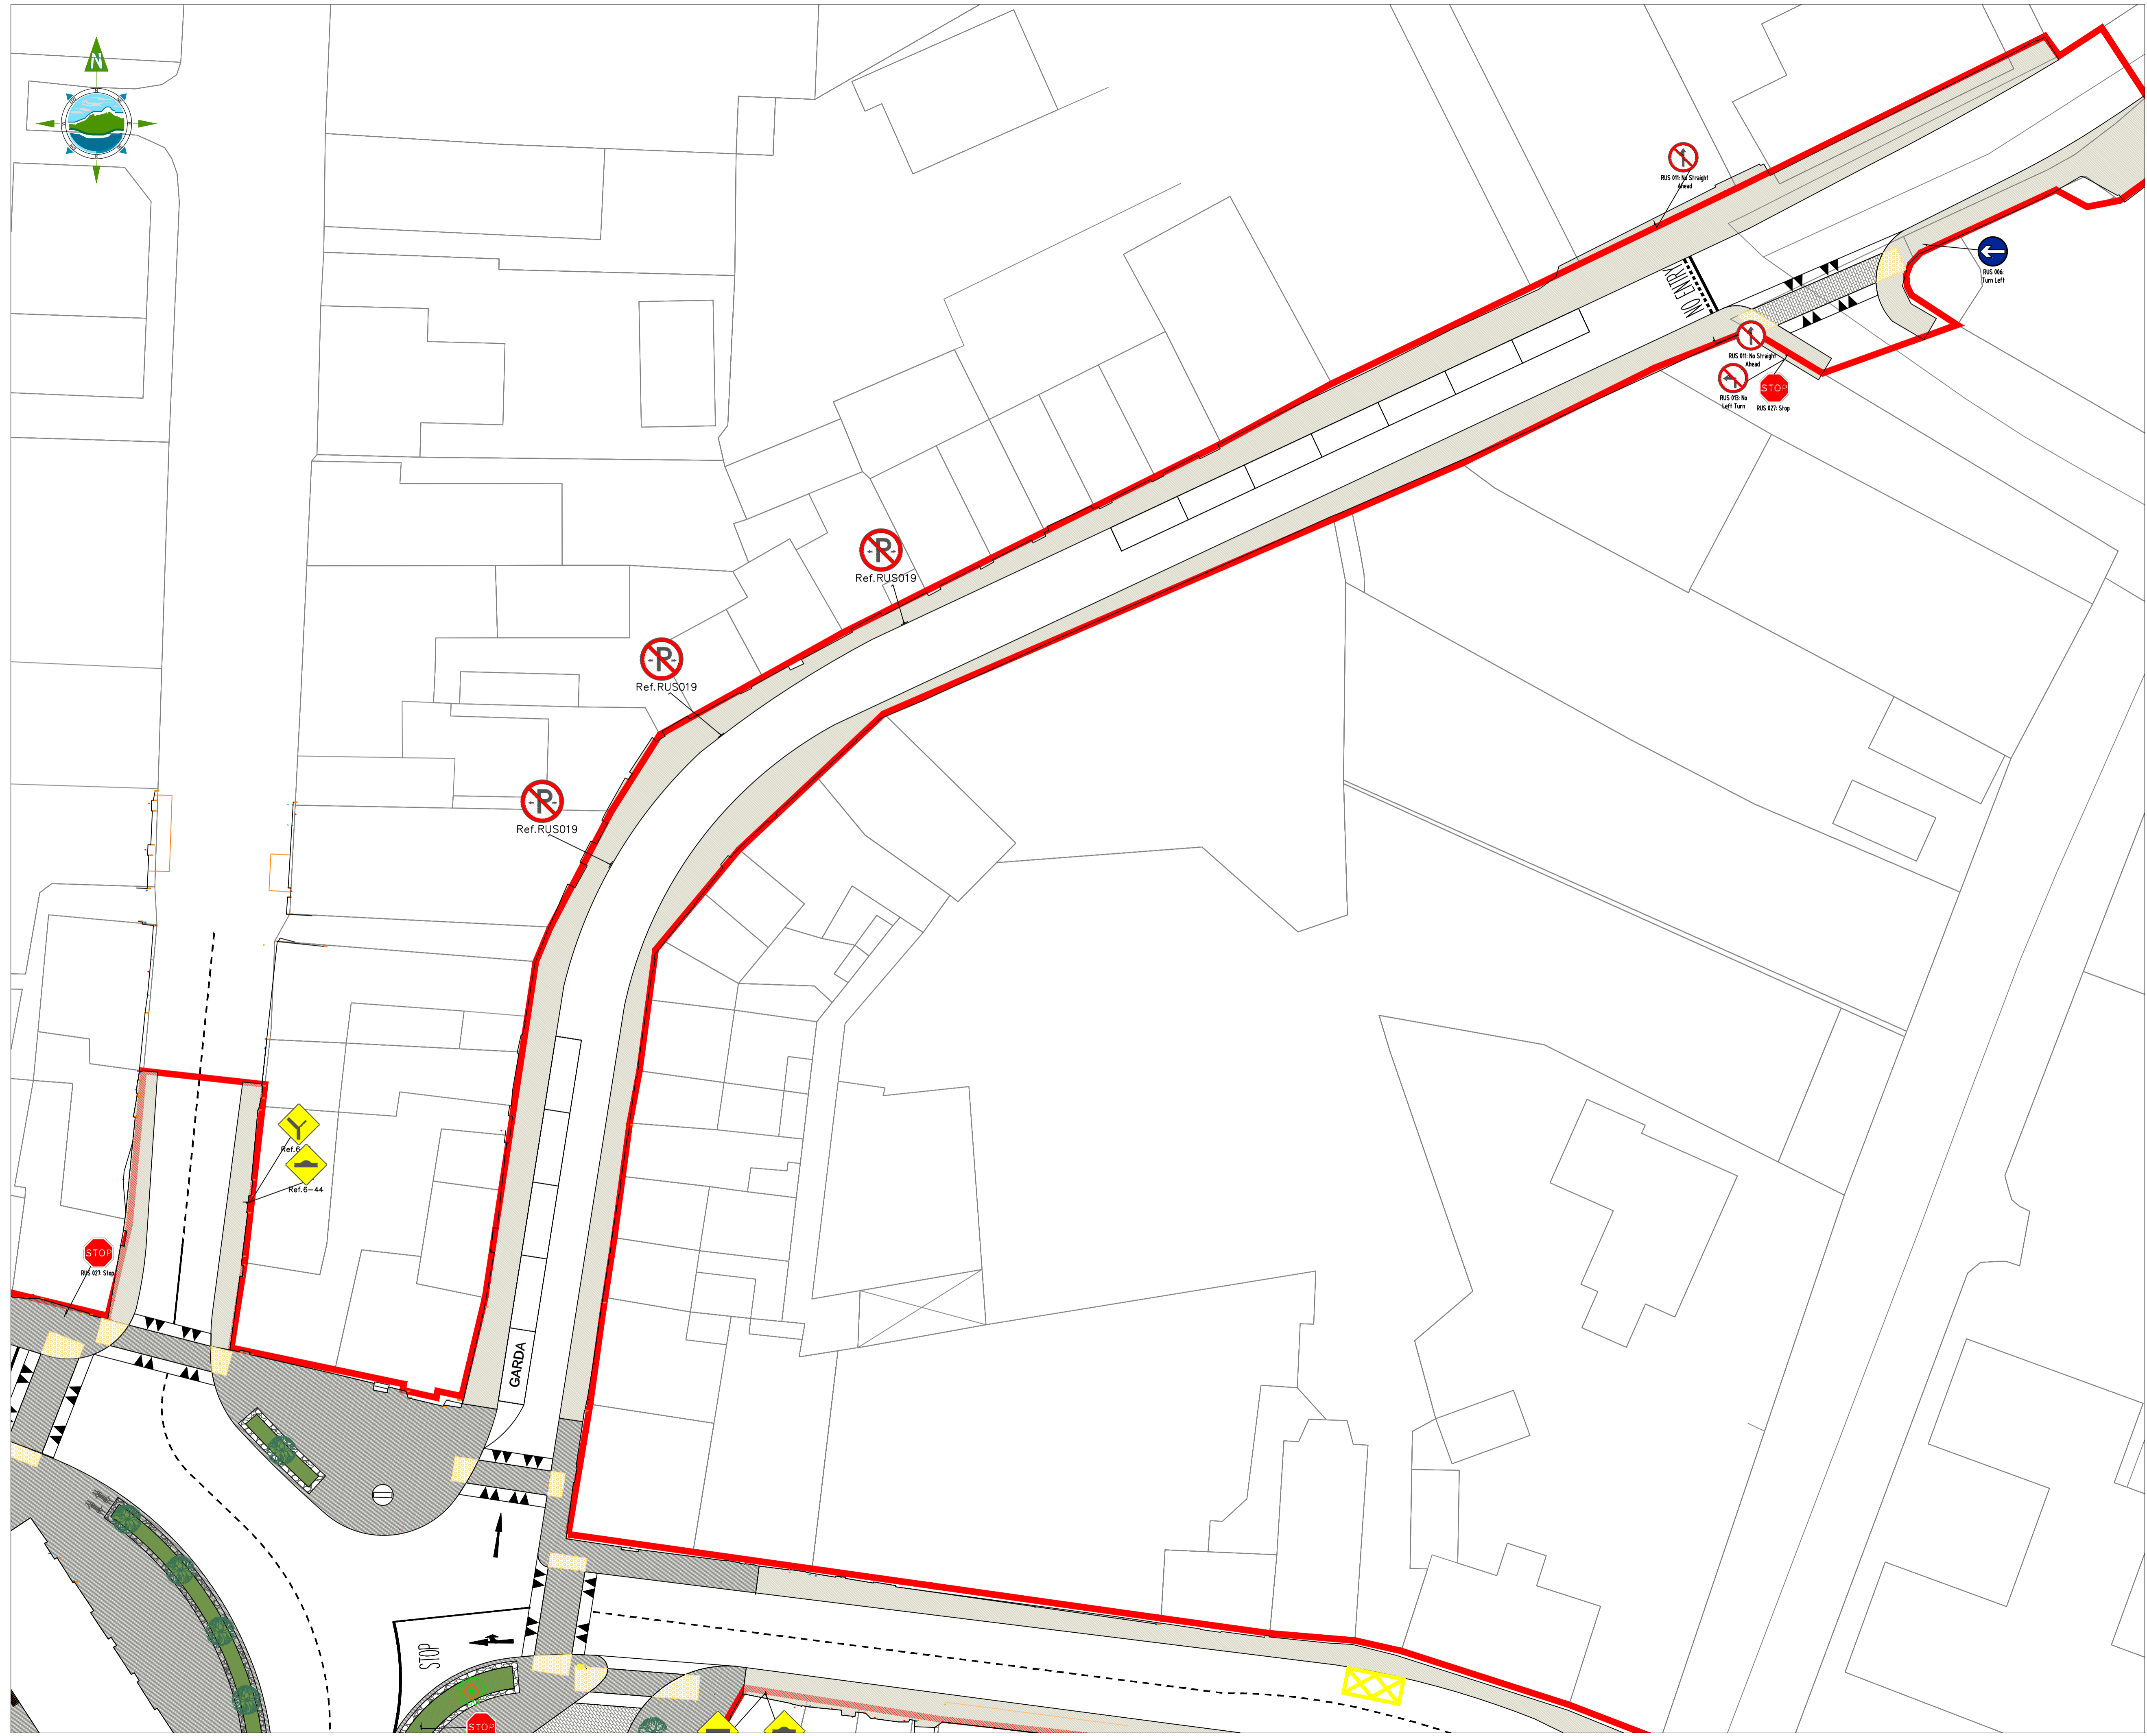 N
RUS 011: No Straight
Ahead
RUS 006:
Turn Left
NO ENTRY
RUS 011: No Straight
Ahead
RUS 013: No
Left Turn
STOP
RUS 027: Stop
P
Ref.RUS019
P
Ref.RUS019
P
Ref.RUS019
Ref.6
Ref.6-44
STOP
RUS 027: Stop
GARDA
STOP
STOP